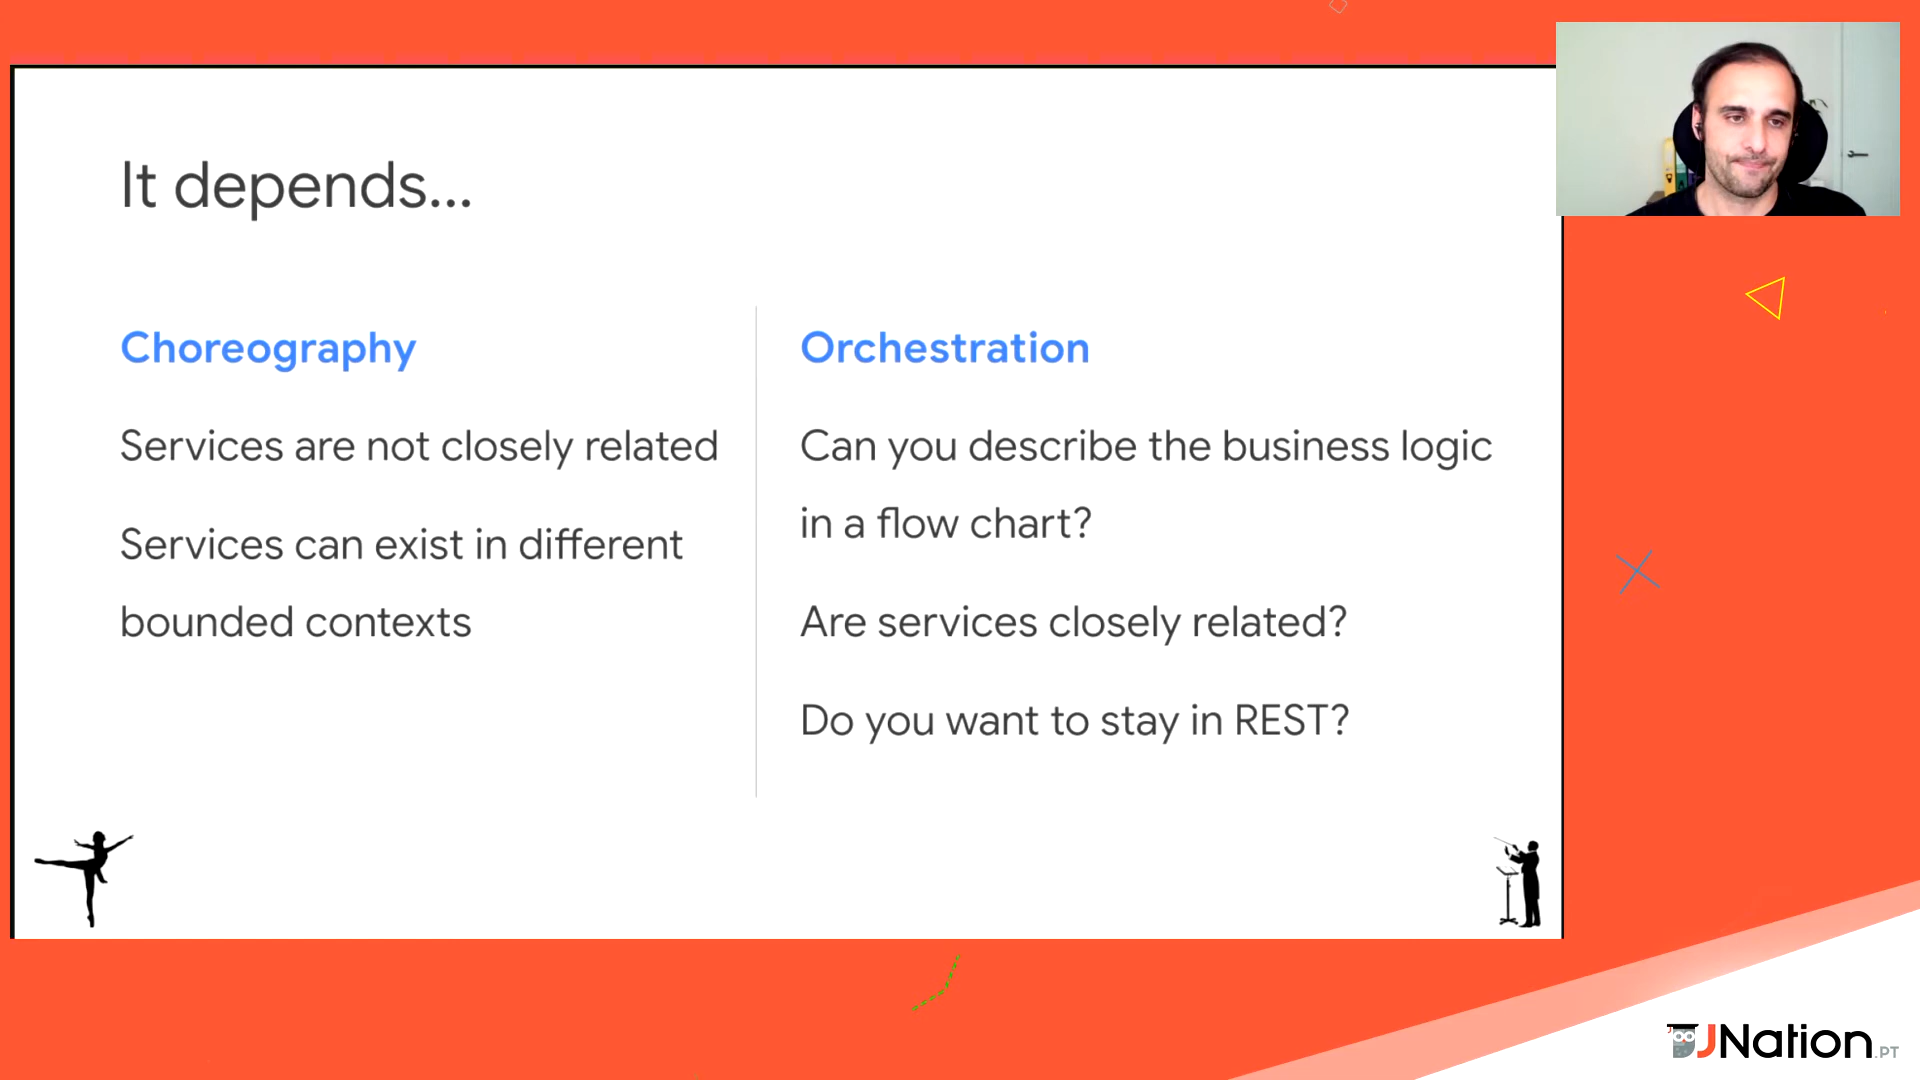 It depends...
Choreography
Services are not closely related
Services can exist in different
bounded contexts
Orchestration
Can you describe the business logic
in a flow chart?
Are services closely related?
Do you want to stay in REST?
JNation.PT